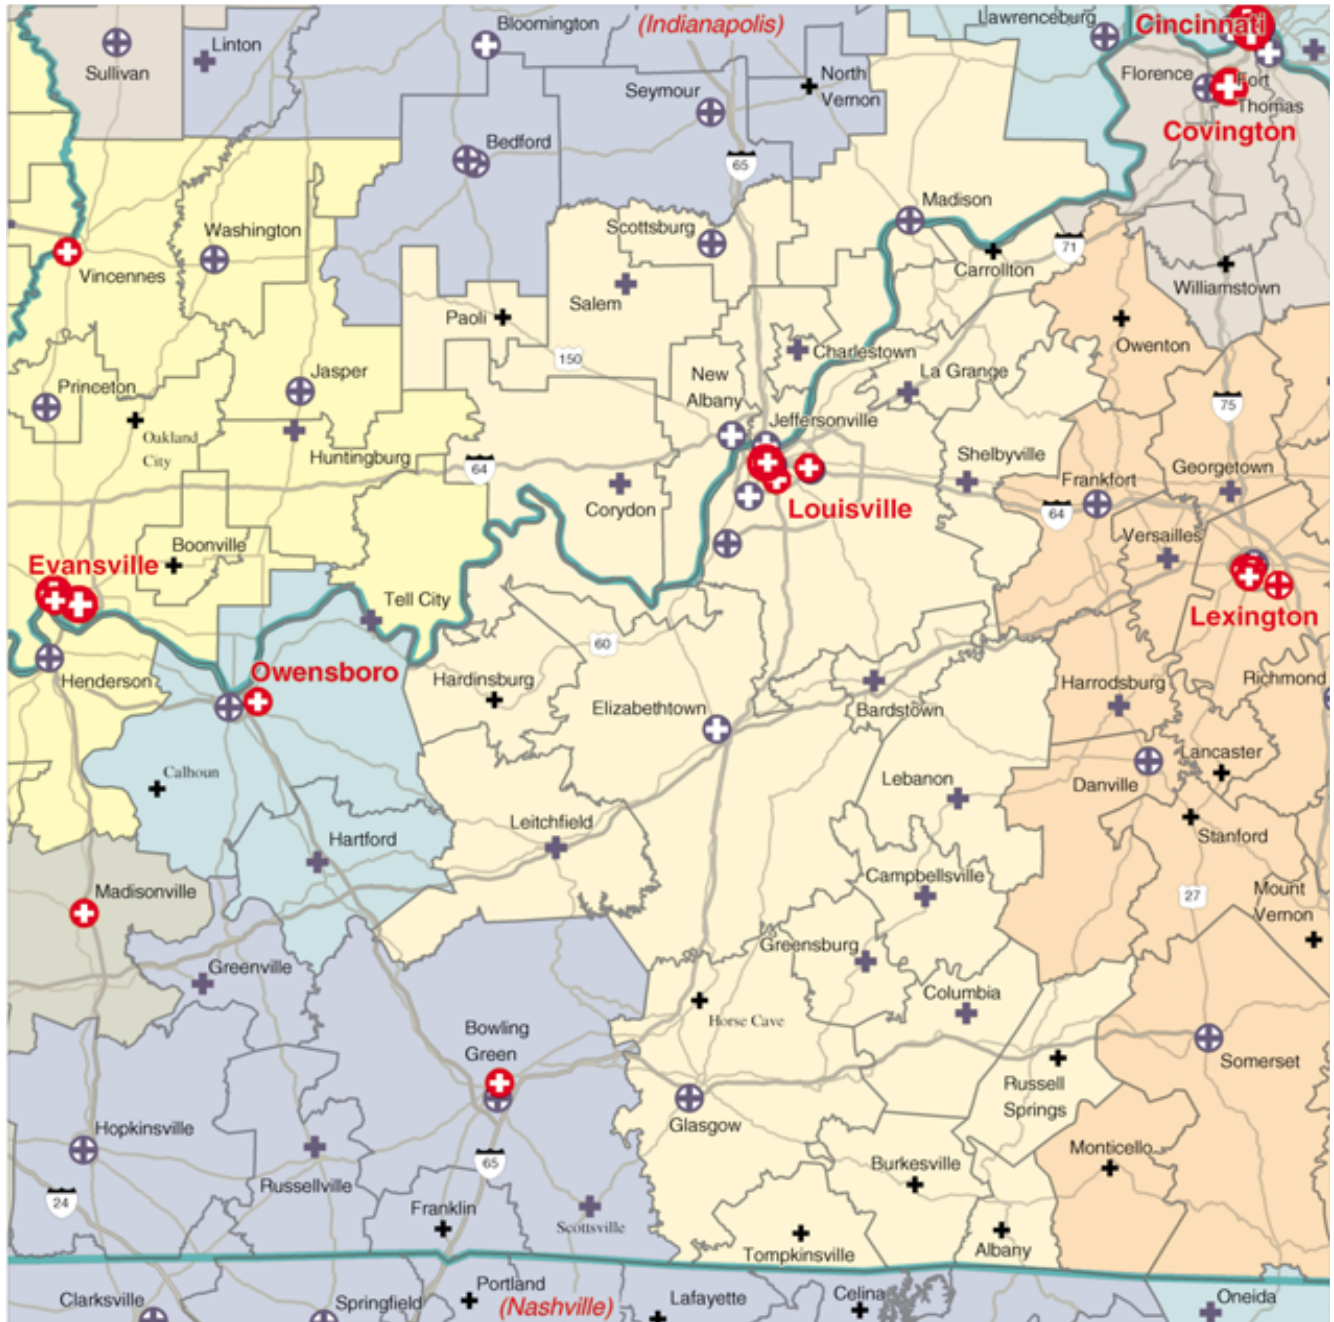 Bloomington
(Indianapolis)
Lawrenceburg
Cincinnati
Linton
Sullivan
North
Vernon
Florence
Fort
Thomas
Seymour
Covington
Bedford
65
Madison
Washington
Scottsburg
71
Vincennes
Carrollton
Williamstown
Salem
Paoli
Owenton
150
Charlestown
New
Albany
La Grange
Jasper
Princeton
75
Jeffersonville
Oakland
City
Huntingburg
Shelbyville
64
Georgetown
Frankfort
Corydon
Louisville
64
Versailles
Boonville
Evansville
Tell City
Lexington
60
Owensboro
Henderson
Hardinsburg
Harrodsburg
Richmond
Elizabethtown
Bardstown
Lancaster
Calhoun
Lebanon
Danville
Leitchfield
Hartford
Stanford
Campbellsville
Madisonville
27
Mount
Vernon
Greensburg
Greenville
Columbia
Horse Cave
Bowling
Green
Somerset
Russell
Springs
Glasgow
Hopkinsville
Monticello
65
Burkesville
Russellville
24
Franklin
Scottsville
Tompkinsville
Albany
Portland
Clarksville
Springfield
(Nashville)
Lafayette
Celina
Oneida